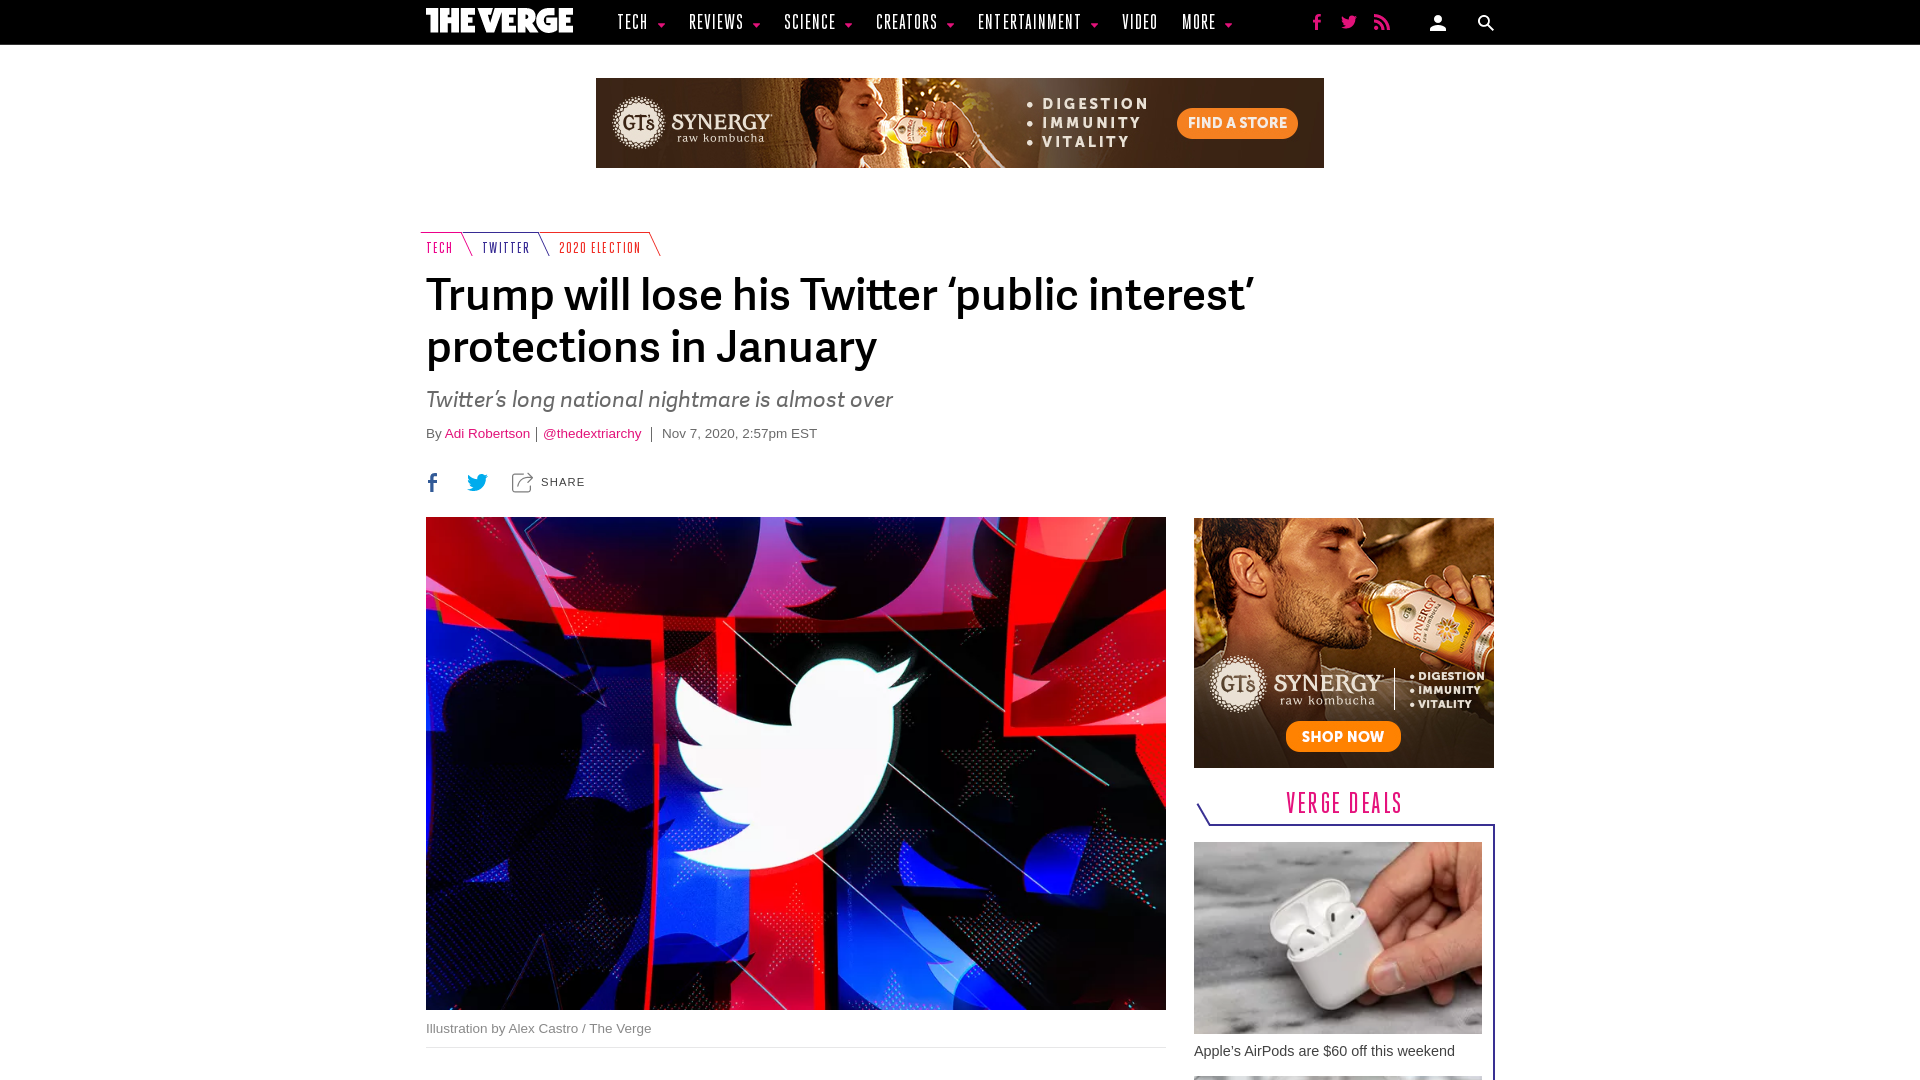 THE VERGE
TECH
REVIEWS
SCIENCE
CREATORS
ENTERTAINMENT
VIDEO
MORE
GT's SYNERGY raw kombucha
• DIGESTION
• IMMUNITY
• VITALITY
FIND A STORE
TECH
TWITTER
2020 ELECTION
Trump will lose his Twitter ‘public interest’
protections in January
Twitter’s long national nightmare is almost over
By Adi Robertson | @thedextriarchy | Nov 7, 2020, 2:57pm EST
SHARE
Illustration by Alex Castro / The Verge
SYNERGY
raw kombucha
GT's SYNERGY
raw kombucha
• DIGESTION
• IMMUNITY
• VITALITY
SHOP NOW
VERGE DEALS
Apple’s AirPods are $60 off this weekend